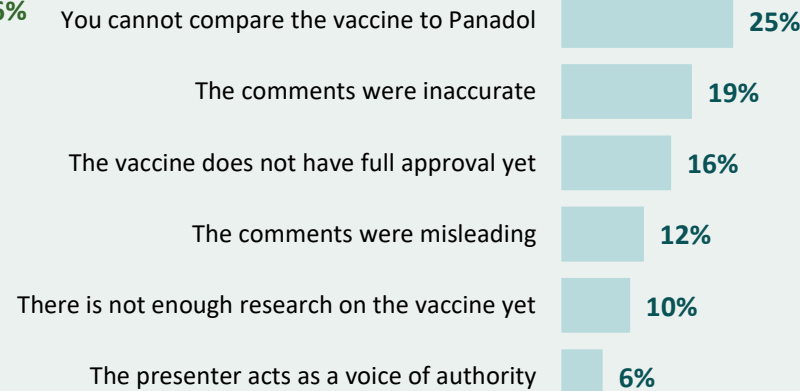 You cannot compare the vaccine to Panadol 25%
The comments were inaccurate 19%
The vaccine does not have full approval yet 16%
The comments were misleading 12%
There is not enough research on the vaccine yet 10%
The presenter acts as a voice of authority 6%